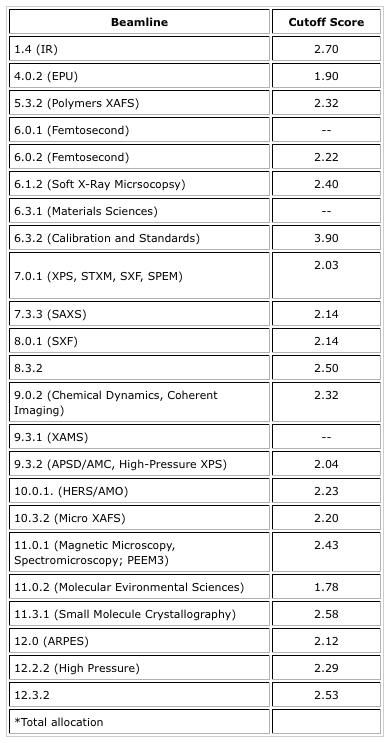 Beamline Cutoff Score
1.4 (IR) 2.70
4.0.2 (EPU) 1.90
5.3.2 (Polymers XAFS) 2.32
6.0.1 (Femtosecond) --
6.0.2 (Femtosecond) 2.22
6.1.2 (Soft X-Ray Micrsocopsy) 2.40
6.3.1 (Materials Sciences) --
6.3.2 (Calibration and Standards) 3.90
7.0.1 (XPS, STXM, SXF, SPEM) 2.03
7.3.3 (SAXS) 2.14
8.0.1 (SXF) 2.14
8.3.2 2.50
9.0.2 (Chemical Dynamics, Coherent 2.32
Imaging)
9.3.1 (XAMS) --
9.3.2 (APSD/AMC, High-Pressure XPS) 2.04
10.0.1. (HERS/AMO) 2.23
10.3.2 (Micro XAFS) 2.20
11.0.1 (Magnetic Microscopy, 2.43
Spectromicroscopy; PEEM3)
11.0.2 (Molecular Evironmental Sciences) 1.78
11.3.1 (Small Molecule Crystallography) 2.58
12.0 (ARPES) 2.12
12.2.2 (High Pressure) 2.29
12.3.2 2.53
*Total allocation